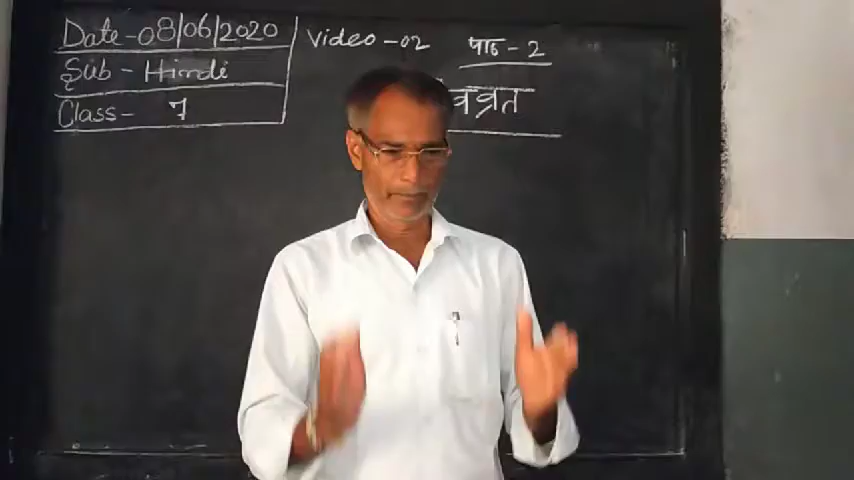 Date-08/06/2020
Sub - Hindi
Class- 7
Video-02
पाठ-2